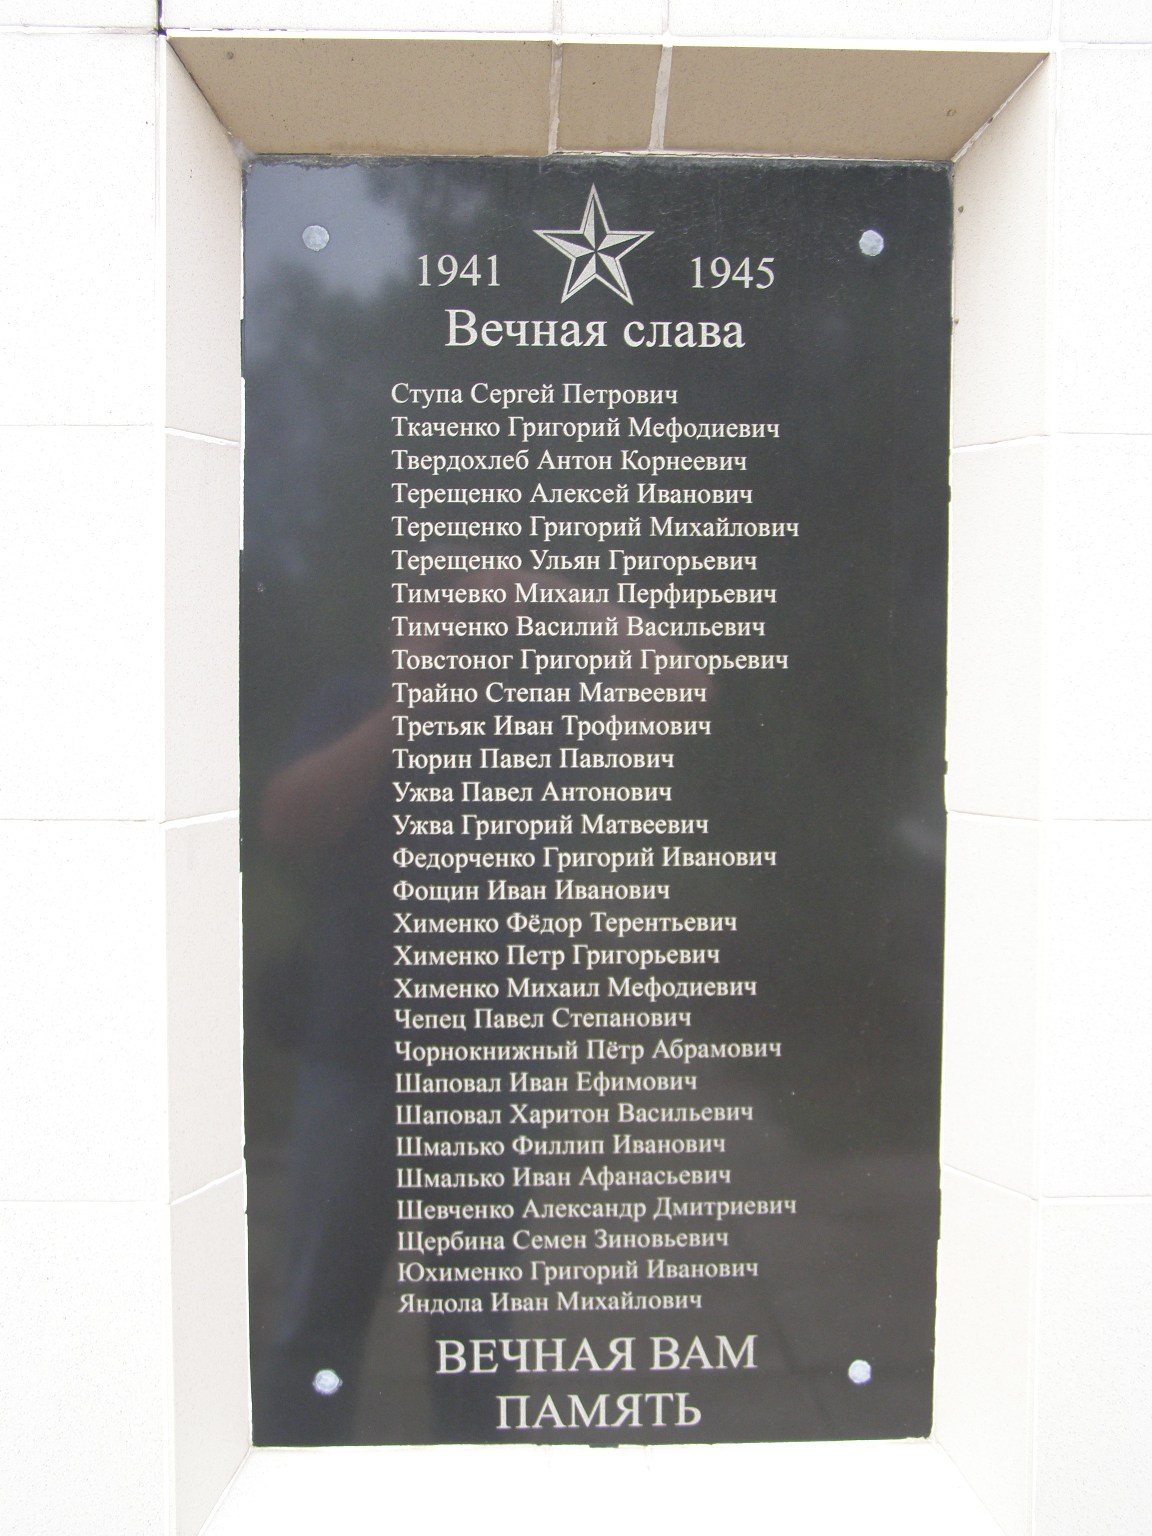 1941 1945
Вечная слава
Ступа Сергей Петрович
Ткаченко Григорий Мефодиевич
Твердохлеб Антон Корнеевич
Терещенко Алексей Иванович
Терещенко Григорий Михайлович
Терещенко Ульян Григорьевич
Тимчевко Михаил Перфирьевич
Тимченко Василий Васильевич
Товстоног Григорий Григорьевич
Трайно Степан Матвеевич
Третьяк Иван Трофимович
Тюрин Павел Павлович
Ужва Павел Антонович
Ужва Григорий Матвеевич
Федорченко Григорий Иванович
Фощин Иван Иванович
Хименко Фёдор Терентьевич
Хименко Петр Григорьевич
Хименко Михаил Мефодиевич
Чепец Павел Степанович
Чорнокнижный Пётр Абрамович
Шаповал Иван Ефимович
Шаповал Харитон Васильевич
Шмалько Филлип Иванович
Шмалько Иван Афанасьевич
Шевченко Александр Дмитриевич
Щербина Семен Зиновьевич
Юхименко Григорий Иванович
Яндола Иван Михайлович
ВЕЧНАЯ ВАМ
ПАМЯТЬ